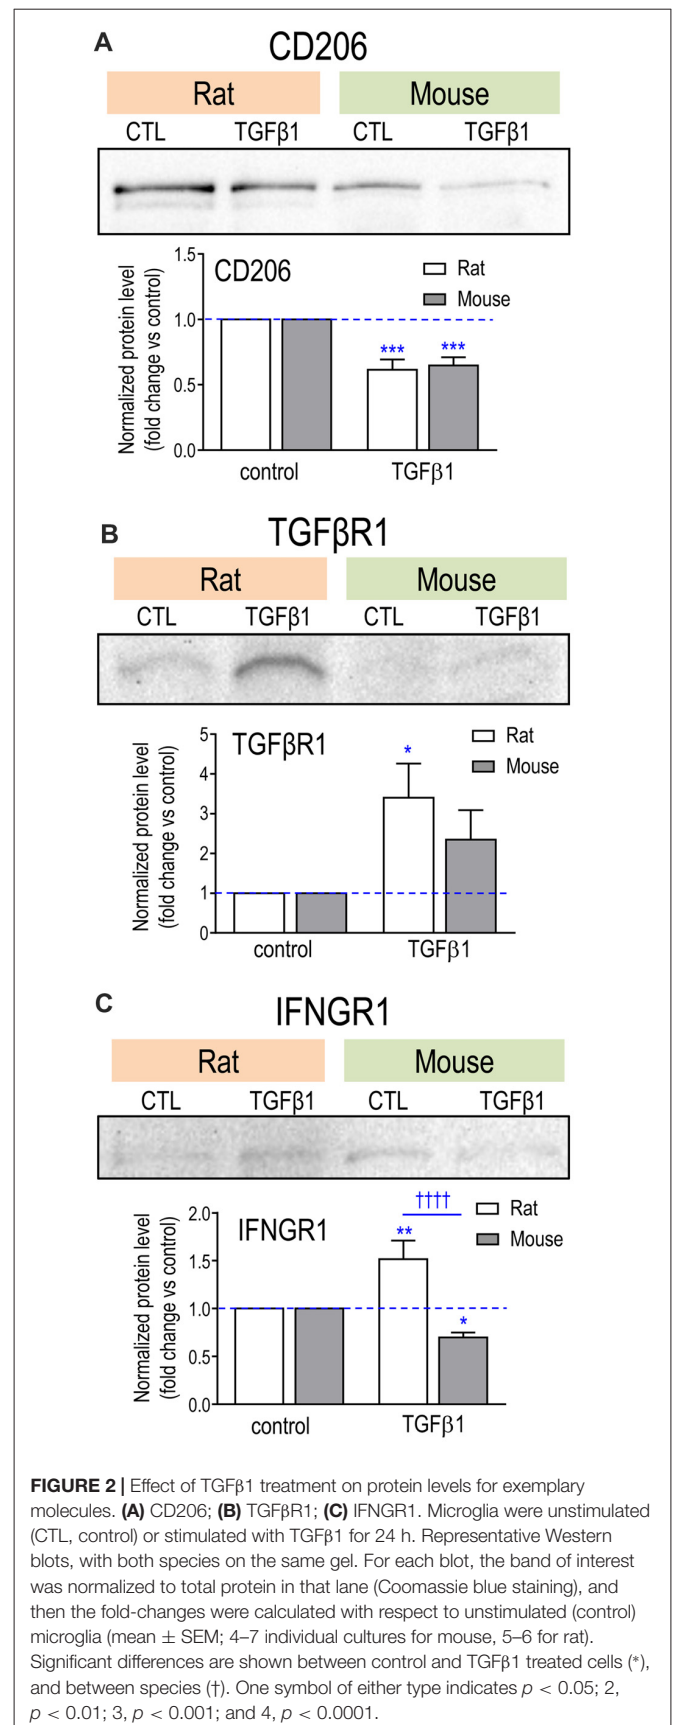 A
CD206
Rat Mouse
CTL TGFβ1 CTL TGFβ1
1.5
1.0
0.5
0.0
Normalized protein level
(fold change vs control)
CD206
Rat
Mouse
*** ***
control TGFβ1
B
TGFβR1
Rat Mouse
CTL TGFβ1 CTL TGFβ1
5
4
3
2
1
0
Normalized protein level
(fold change vs control)
TGFβR1
Rat
Mouse
*
control TGFβ1
C
IFNGR1
Rat Mouse
CTL TGFβ1 CTL TGFβ1
2.0
1.5
1.0
0.5
0.0
Normalized protein level
(fold change vs control)
IFNGR1
††††
Rat
Mouse
**
*
control TGFβ1
FIGURE 2 | Effect of TGFβ1 treatment on protein levels for exemplary
molecules. (A) CD206; (B) TGFβR1; (C) IFNGR1. Microglia were unstimulated
(CTL, control) or stimulated with TGFβ1 for 24 h. Representative Western
blots, with both species on the same gel. For each blot, the band of interest
was normalized to total protein in that lane (Coomassie blue staining), and
then the fold-changes were calculated with respect to unstimulated (control)
microglia (mean ± SEM; 4–7 individual cultures for mouse, 5–6 for rat).
Significant differences are shown between control and TGFβ1 treated cells (*),
and between species (†). One symbol of either type indicates p < 0.05; 2,
p < 0.01; 3, p < 0.001; and 4, p < 0.0001.